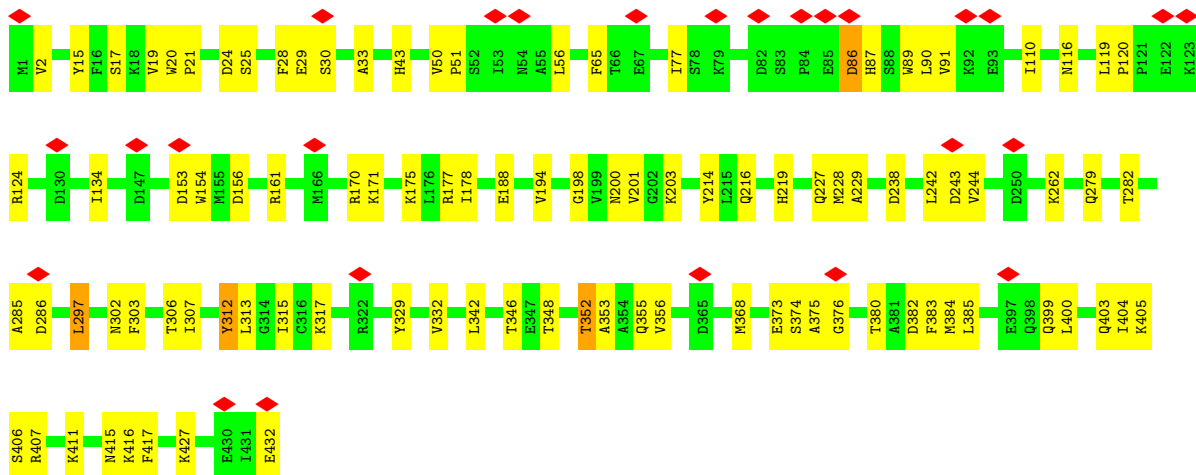 M1 V2 Y15 F16 S17 K18 V19 W20 P21 D24 S25 F28 E29 S30 A33 H43 V50 P51 S52 I53 N54 A55 L56 F65 T66 E67 I77 S78 K79 D82 S83 P84 E85 D86 H87 S88 W89 L90 V91 K92 E93 I110 N116 L119 P120 P121 E122 K123
R124 D130 I134 D147 D153 W154 M155 D156 R161 M166 R170 K171 K175 L176 R177 I178 E188 V194 G198 V199 N200 V201 G202 K203 Y214 L215 Q216 H219 Q227 M228 A229 D238 L242 D243 V244 D250 K262 Q279 T282
A285 D286 L297 N302 F303 T306 I307 Y312 L313 G314 I315 C316 K317 R322 Y329 V332 L342 T346 E347 T348 T352 A353 A354 Q355 V356 D365 M368 E373 S374 A375 G376 T380 A381 D382 F383 M384 L385 E397 Q398 Q399 L400 Q403 I404 K405
S406 R407 K411 N415 K416 F417 K427 E430 I431 E432